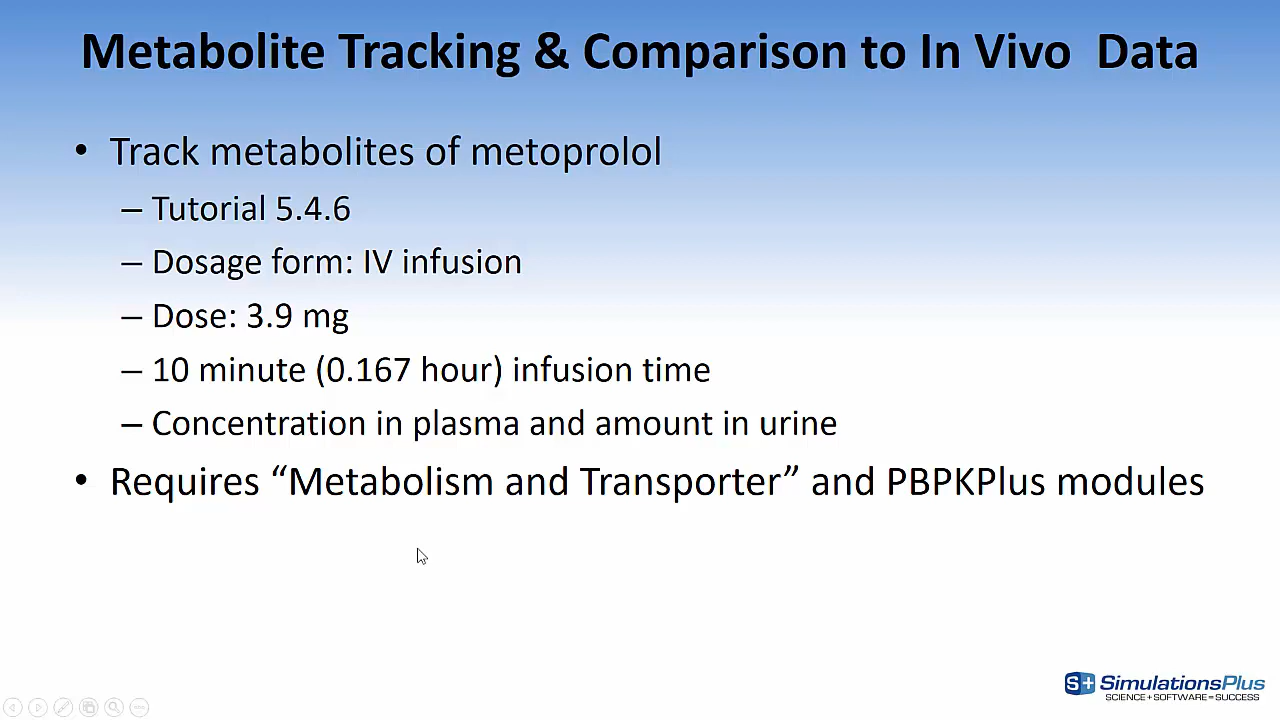 Metabolite Tracking & Comparison to In Vivo  Data
• Track metabolites of metoprolol
– Tutorial 5.4.6
– Dosage form: IV infusion
– Dose: 3.9 mg
– 10 minute (0.167 hour) infusion time
– Concentration in plasma and amount in urine
• Requires “Metabolism and Transporter” and PBPKPlus modules
S+ SimulationsPlus
SCIENCE+SOFTWARE=SUCCESS